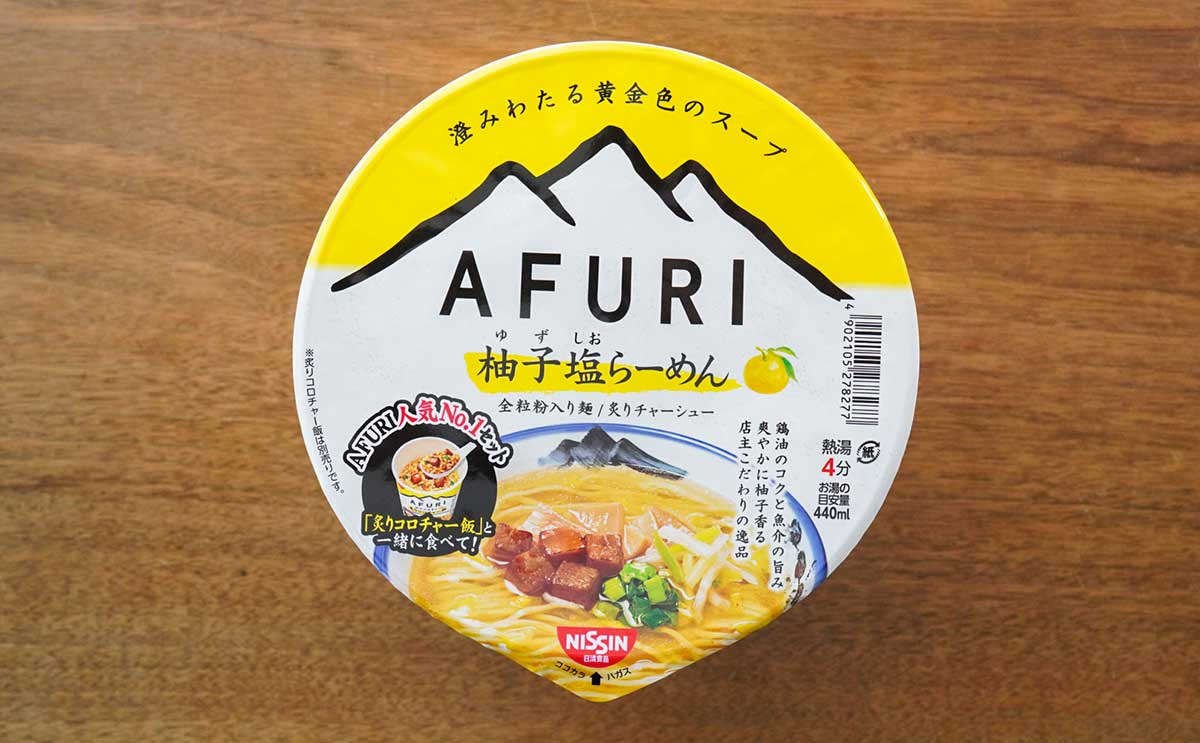 澄みわたる黄金色のスープ
AFURI
ゆずしお
柚子塩らーめん
全粒粉入り麺/炙りチャーシュー
4 902105 278277
※炙りコロチャー飯は別売りです。
AFURI人気No.1セット
AFURI
「炙りコロチャー飯」と
一緒に食べて!
鶏油のコクと魚介の旨み
爽やかに柚子香る
店主こだわりの逸品
熱湯
4分
紙
お湯の
目安量
440ml
NISSIN
日清食品
ココカラ ハガス